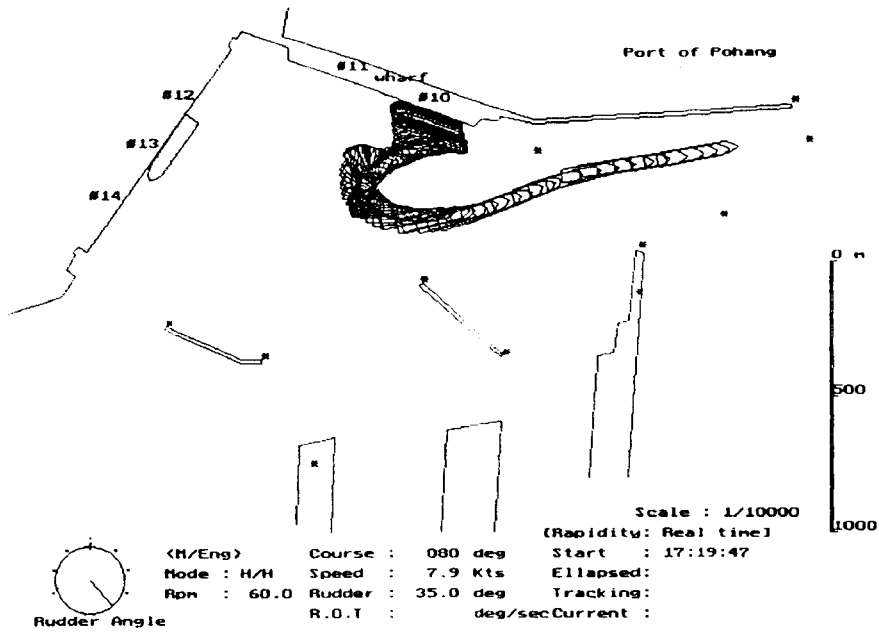 Port of Pohang
#11
wharf
#10
#12
#13
#14
0 m
500
1000
Scale : 1/10000
[Rapidity: Real time]
<M/Eng> Course : 080 deg Start : 17:19:47
Mode : H/H Speed : 7.9 Kts Ellapsed:
Rpm : 60.0 Rudder : 35.0 deg Tracking:
R.O.T : deg/sec Current :
Rudder Angle